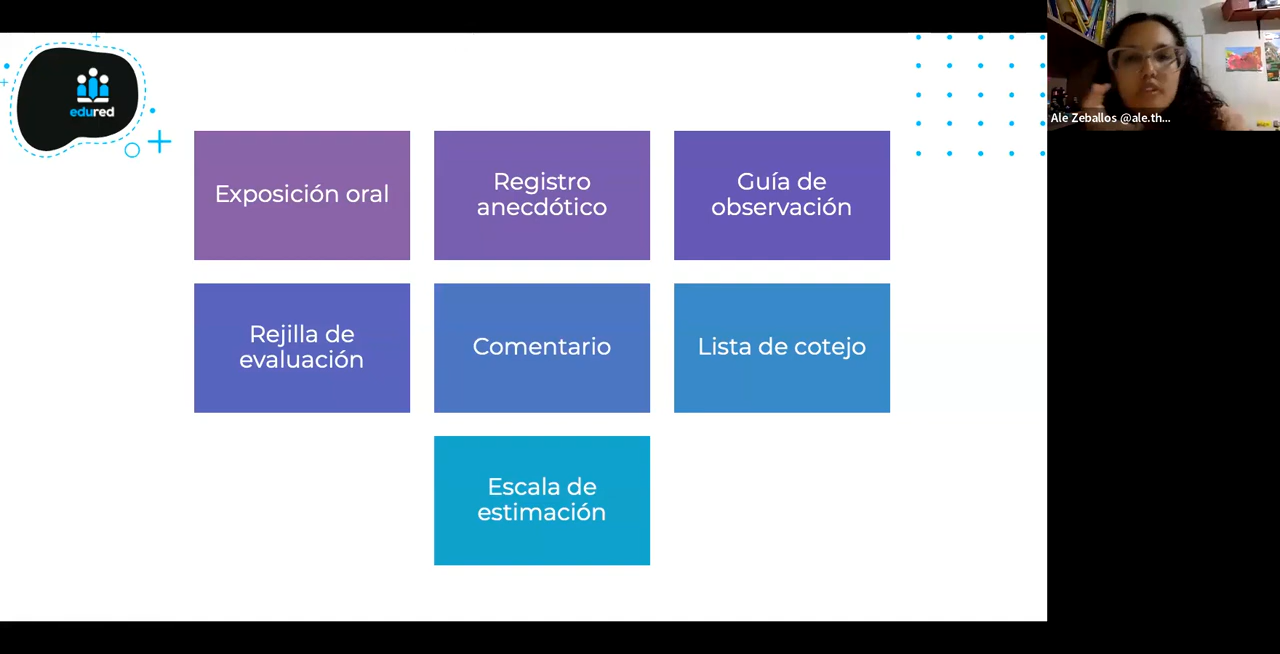 edured
Exposición oral
Registro
anecdótico
Guía de
observación
Rejilla de
evaluación
Comentario
Lista de cotejo
Escala de
estimación
Ale Zeballos @ale.th...